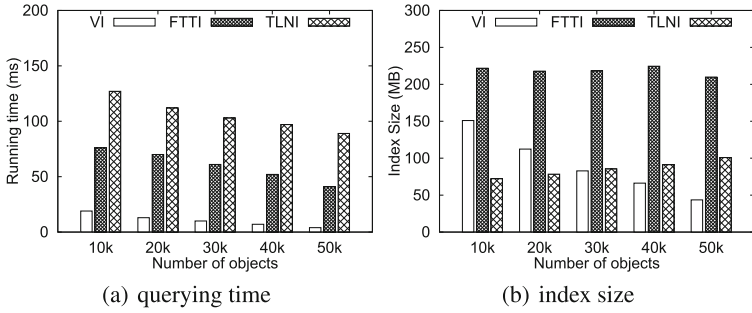 200
150
100
50
0
VI FTTI TLNI
Running time (ms)
10k 20k 30k 40k 50k
Number of objects
(a) querying time
300
250
200
150
100
50
0
VI FTTI TLNI
Index Size (MB)
10k 20k 30k 40k 50k
Number of objects
(b) index size